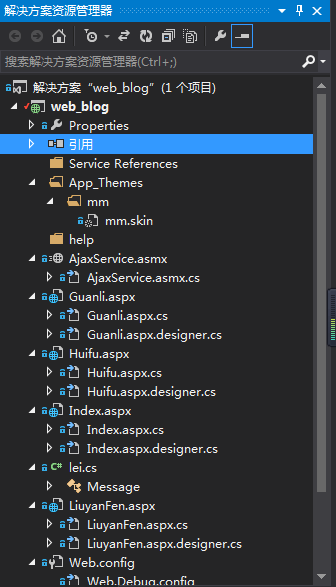 解决方案资源管理器
搜索解决方案资源管理器(Ctrl+;)
解决方案“web_blog”(1 个项目)
web_blog
Properties
引用
Service References
App_Themes
mm
mm.skin
help
AjaxService.asmx
AjaxService.asmx.cs
Guanli.aspx
Guanli.aspx.cs
Guanli.aspx.designer.cs
Huifu.aspx
Huifu.aspx.cs
Huifu.aspx.designer.cs
Index.aspx
Index.aspx.cs
Index.aspx.designer.cs
C# lei.cs
Message
LiuyanFen.aspx
LiuyanFen.aspx.cs
LiuyanFen.aspx.designer.cs
Web.config
Web.Debug.config